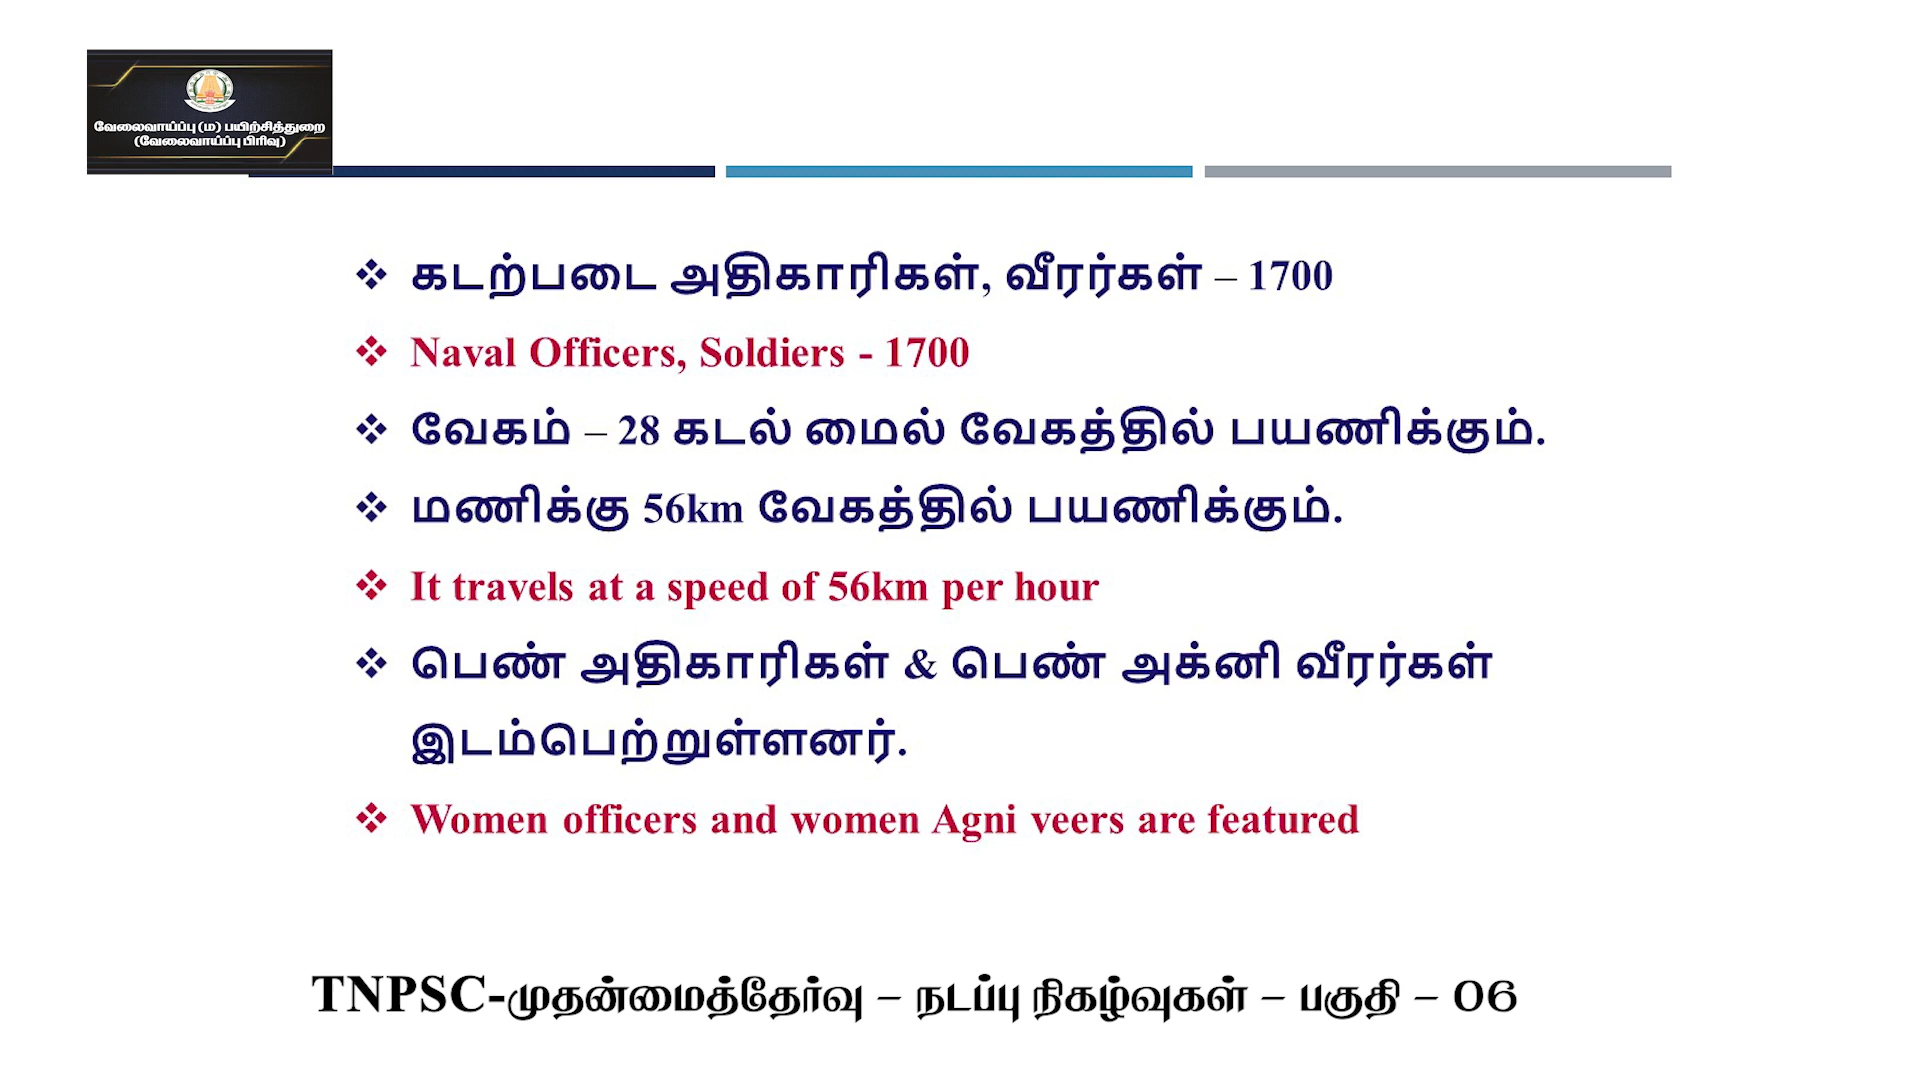 வேலைவாய்ப்பு (ம) பயிற்சித்துறை
(வேலைவாய்ப்பு பிரிவு)
❖ கடற்படை அதிகாரிகள், வீரர்கள் – 1700
❖ Naval Officers, Soldiers - 1700
❖ வேகம் – 28 கடல் மைல் வேகத்தில் பயணிக்கும்.
❖ மணிக்கு 56km வேகத்தில் பயணிக்கும்.
❖ It travels at a speed of 56km per hour
❖ பெண் அதிகாரிகள் & பெண் அக்னி வீரர்கள்
இடம்பெற்றுள்ளனர்.
❖ Women officers and women Agni veers are featured
TNPSC-முதன்மைத்தேர்வு – நடப்பு நிகழ்வுகள் – பகுதி – 06